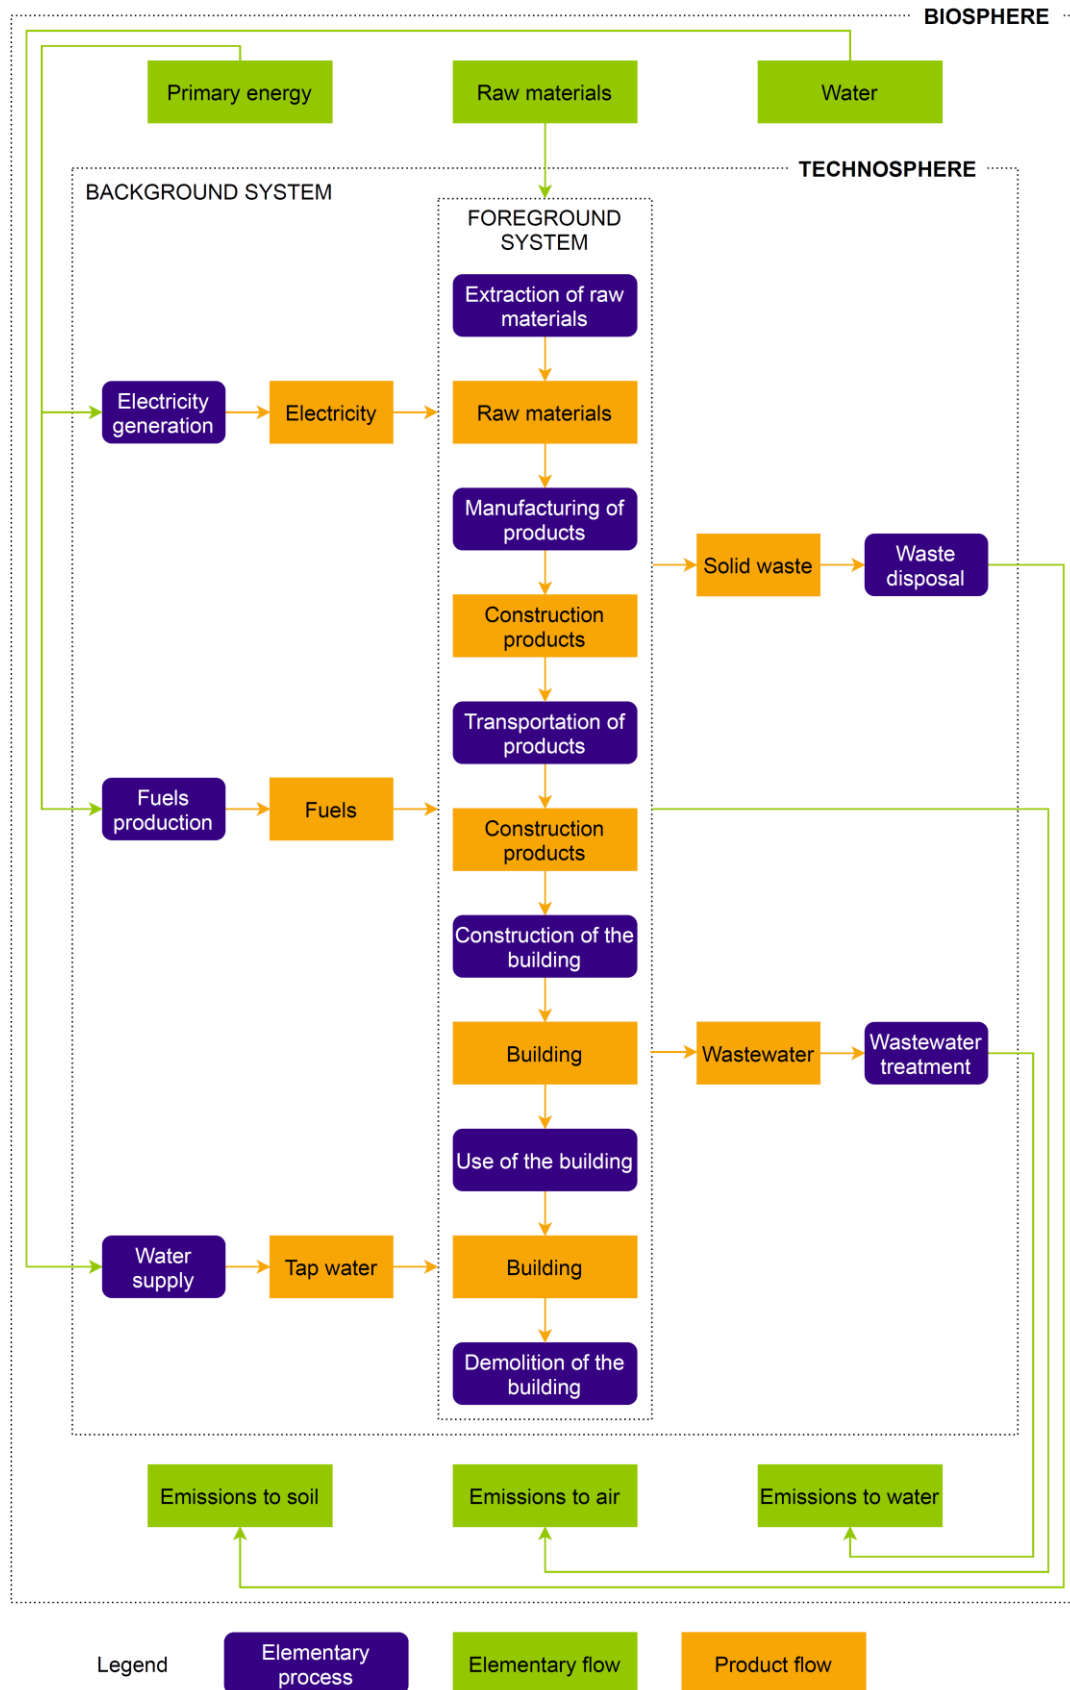 BIOSPHERE
Primary energy
Raw materials
Water
TECHNOSPHERE
BACKGROUND SYSTEM
FOREGROUND
SYSTEM
Extraction of raw
materials
Electricity
generation
Electricity
Raw materials
Manufacturing of
products
Solid waste
Waste
disposal
Construction
products
Transportation of
products
Fuels
production
Fuels
Construction
products
Construction of the
building
Building
Wastewater
Wastewater
treatment
Use of the building
Water
supply
Tap water
Building
Demolition of the
building
Emissions to soil
Emissions to air
Emissions to water
Legend
Elementary
process
Elementary flow
Product flow